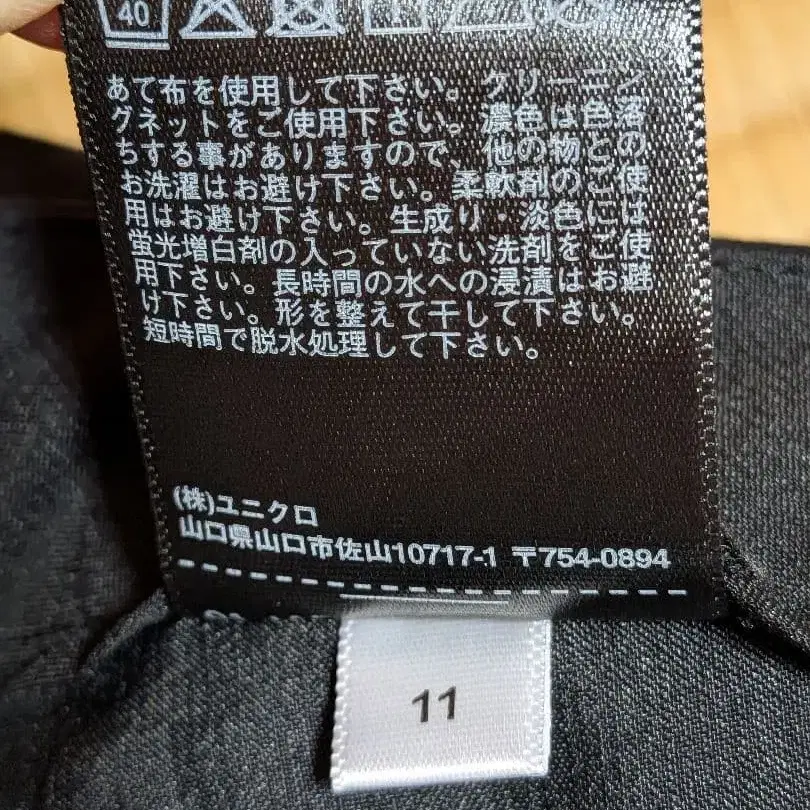 40
あて布を使用して下さい。クリーニン
グネットをご使用下さい。濃色は色落
ちする事がありますので、他の物との
お洗濯はお避け下さい。柔軟剤のご使
用はお避け下さい。生成り・淡色には
蛍光増白剤の入っていない洗剤をご使
用下さい。長時間の水への浸漬はお避
け下さい。形を整えて干して下さい。
短時間で脱水処理して下さい。
(株)ユニクロ
山口県山口市佐山10717-1 〒754-0894
11